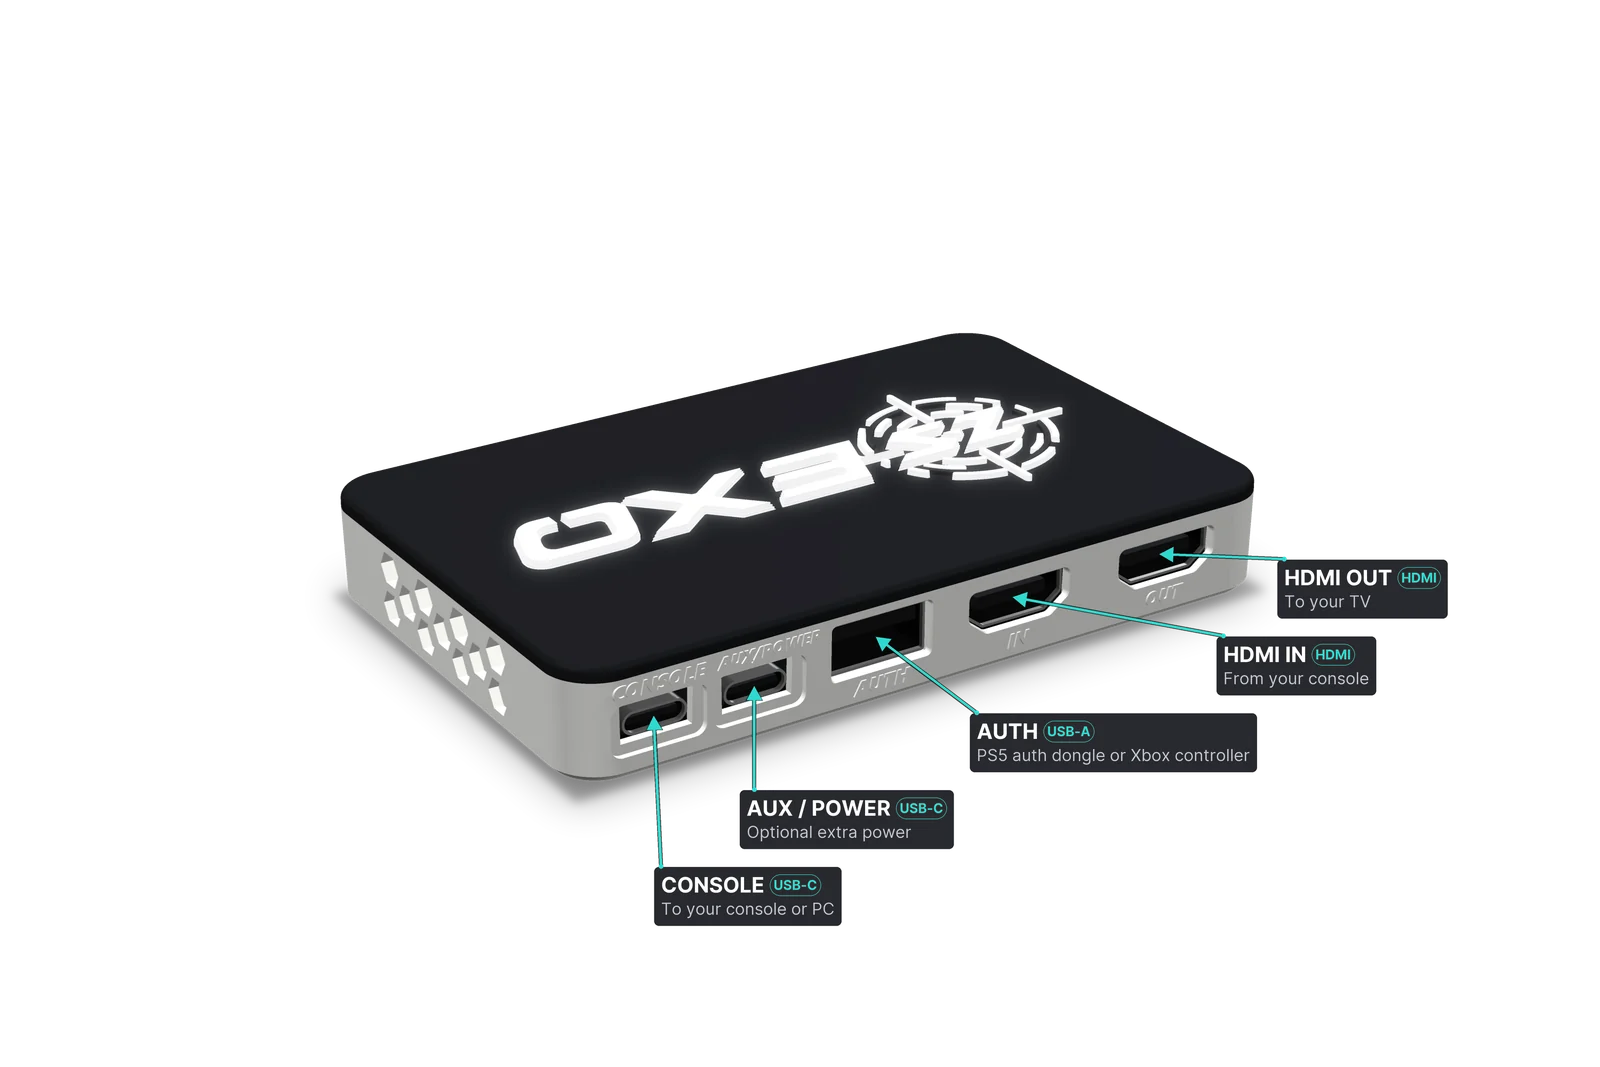 EXO
CONSOLE
AUX/POWER
AUTH
IN
OUT
HDMI OUT HDMI
To your TV
HDMI IN HDMI
From your console
AUTH USB-A
PS5 auth dongle or Xbox controller
AUX / POWER USB-C
Optional extra power
CONSOLE USB-C
To your console or PC